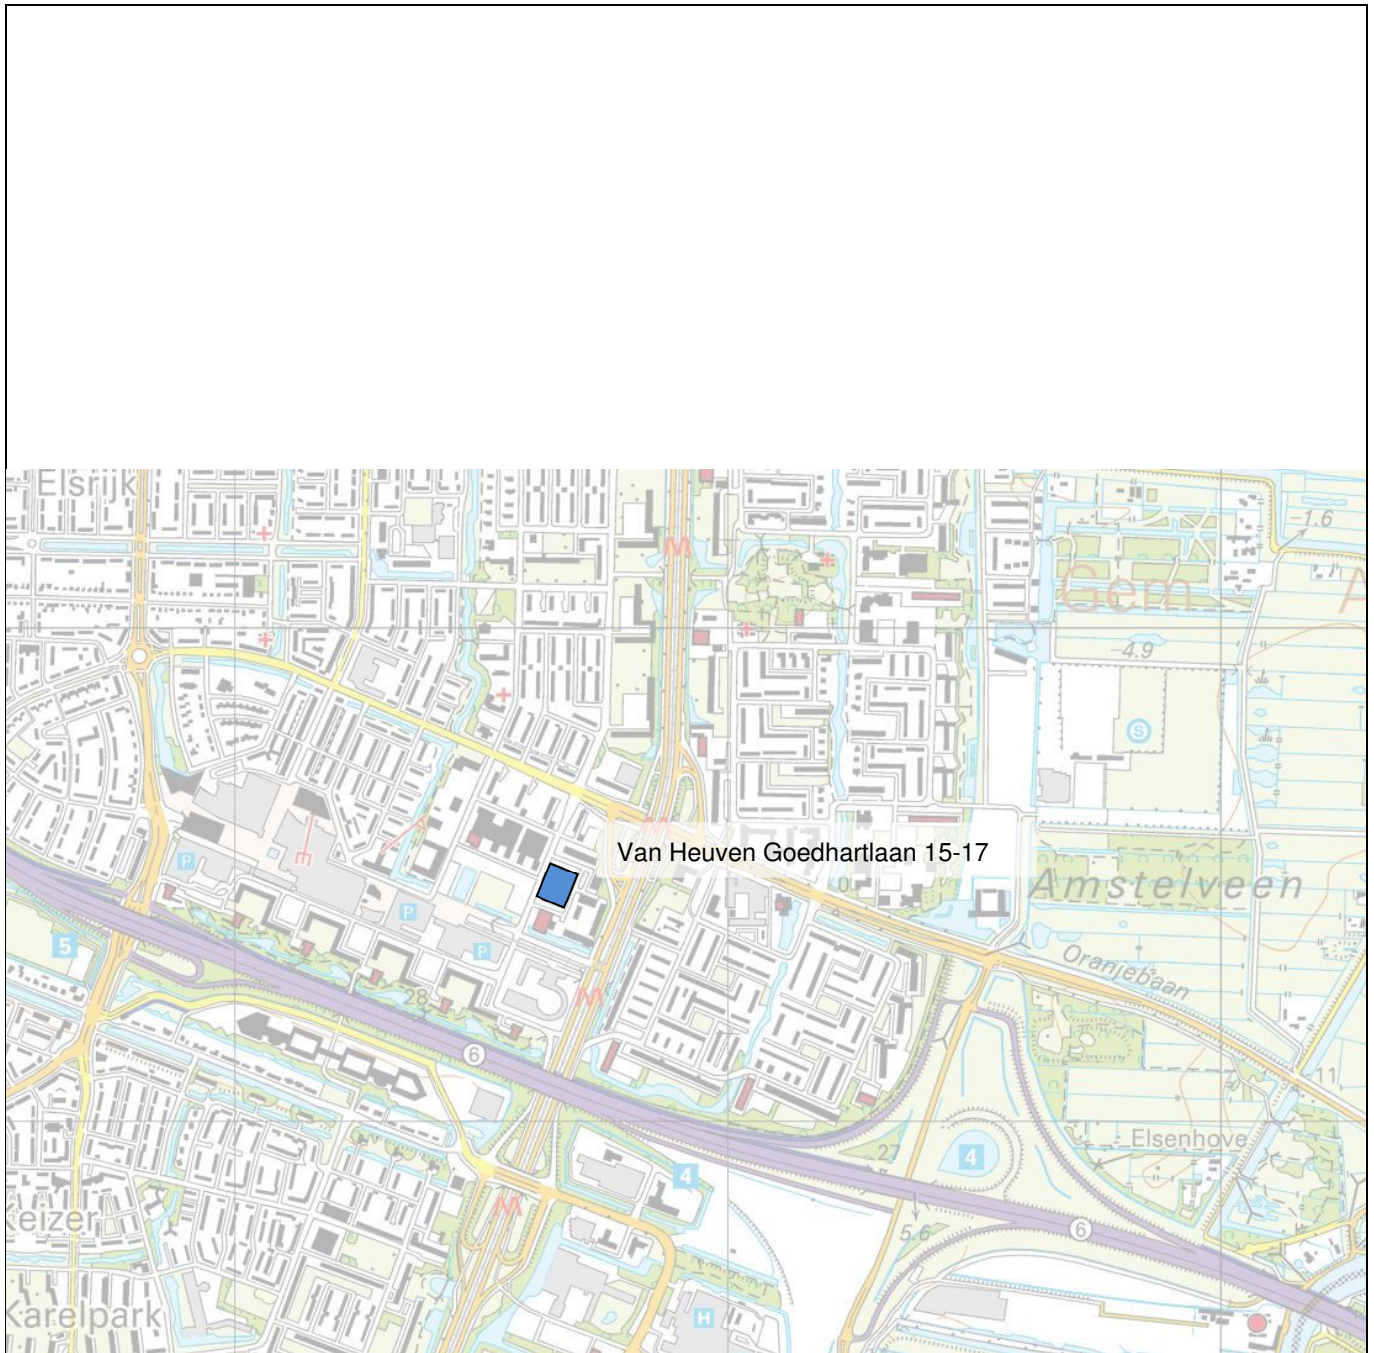 Elsrijk
-1.6
M
Gem
A
-4.9
S
M
Van Heuven Goedhartlaan 15-17
P
Amstelveen
P
5
P
Oranjebaan
28
M
6
11
27
4
Elsenhove
4
M
Keizer
5.6
6
Karelpark
H